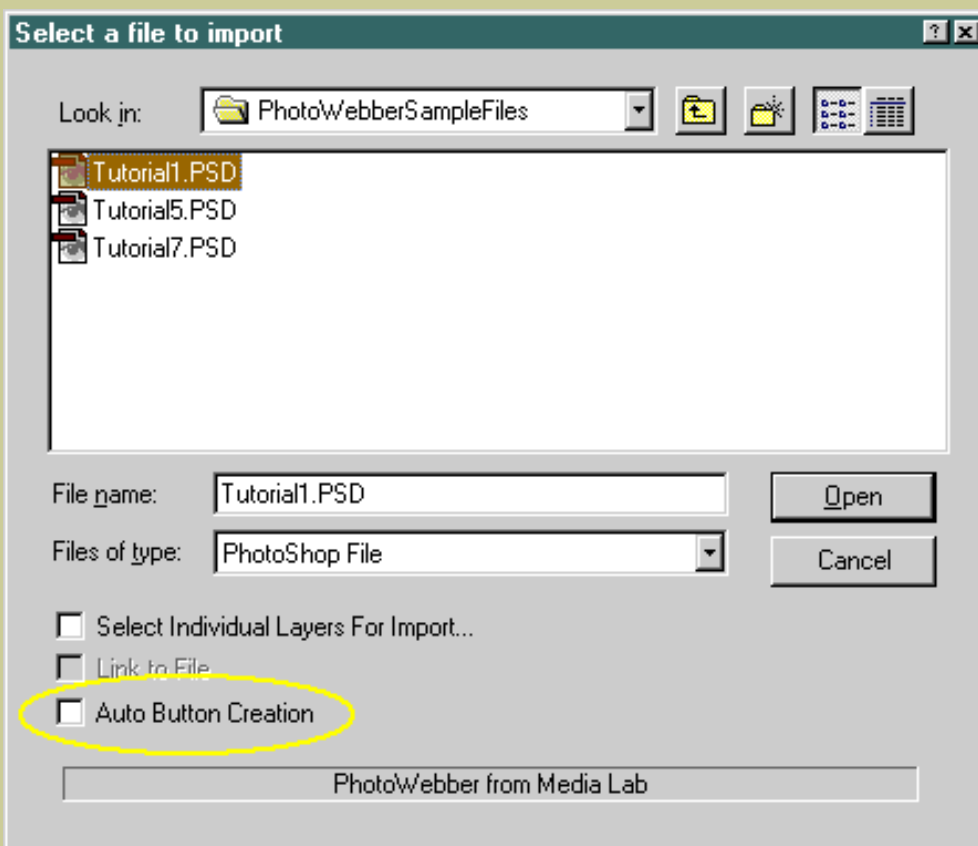 Select a file to import
Look in: PhotoWebberSampleFiles
Tutorial1.PSD
Tutorial5.PSD
Tutorial7.PSD
File name: Tutorial1.PSD Open
Files of type: PhotoShop File Cancel
Select Individual Layers For Import...
Link to File
Auto Button Creation
PhotoWebber from Media Lab